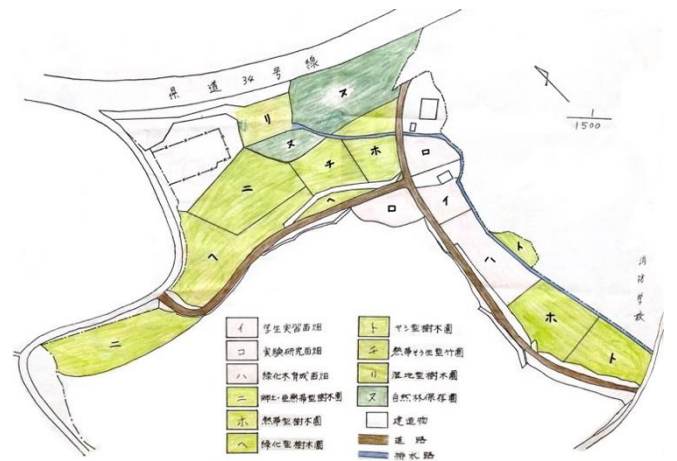 県道34号線
1
1500
ヌ
リ
ヌ
チ
ホ
ロ
ニ
ヘ
ロ
イ
ヘ
ハ
ト
ニ
ホ
ト
消防学校
イ 学生実習苗畑
ロ 実験研究苗畑
ハ 緑化木育成苗畑
ニ 郷土・亜熱帯型樹木園
ホ 熱帯型樹木園
ヘ 緑化型樹木園
ト ヤシ型樹木園
チ 熱帯そう生型竹園
リ 湿地型樹木園
ヌ 自然林保存園
建造物
道路
排水路